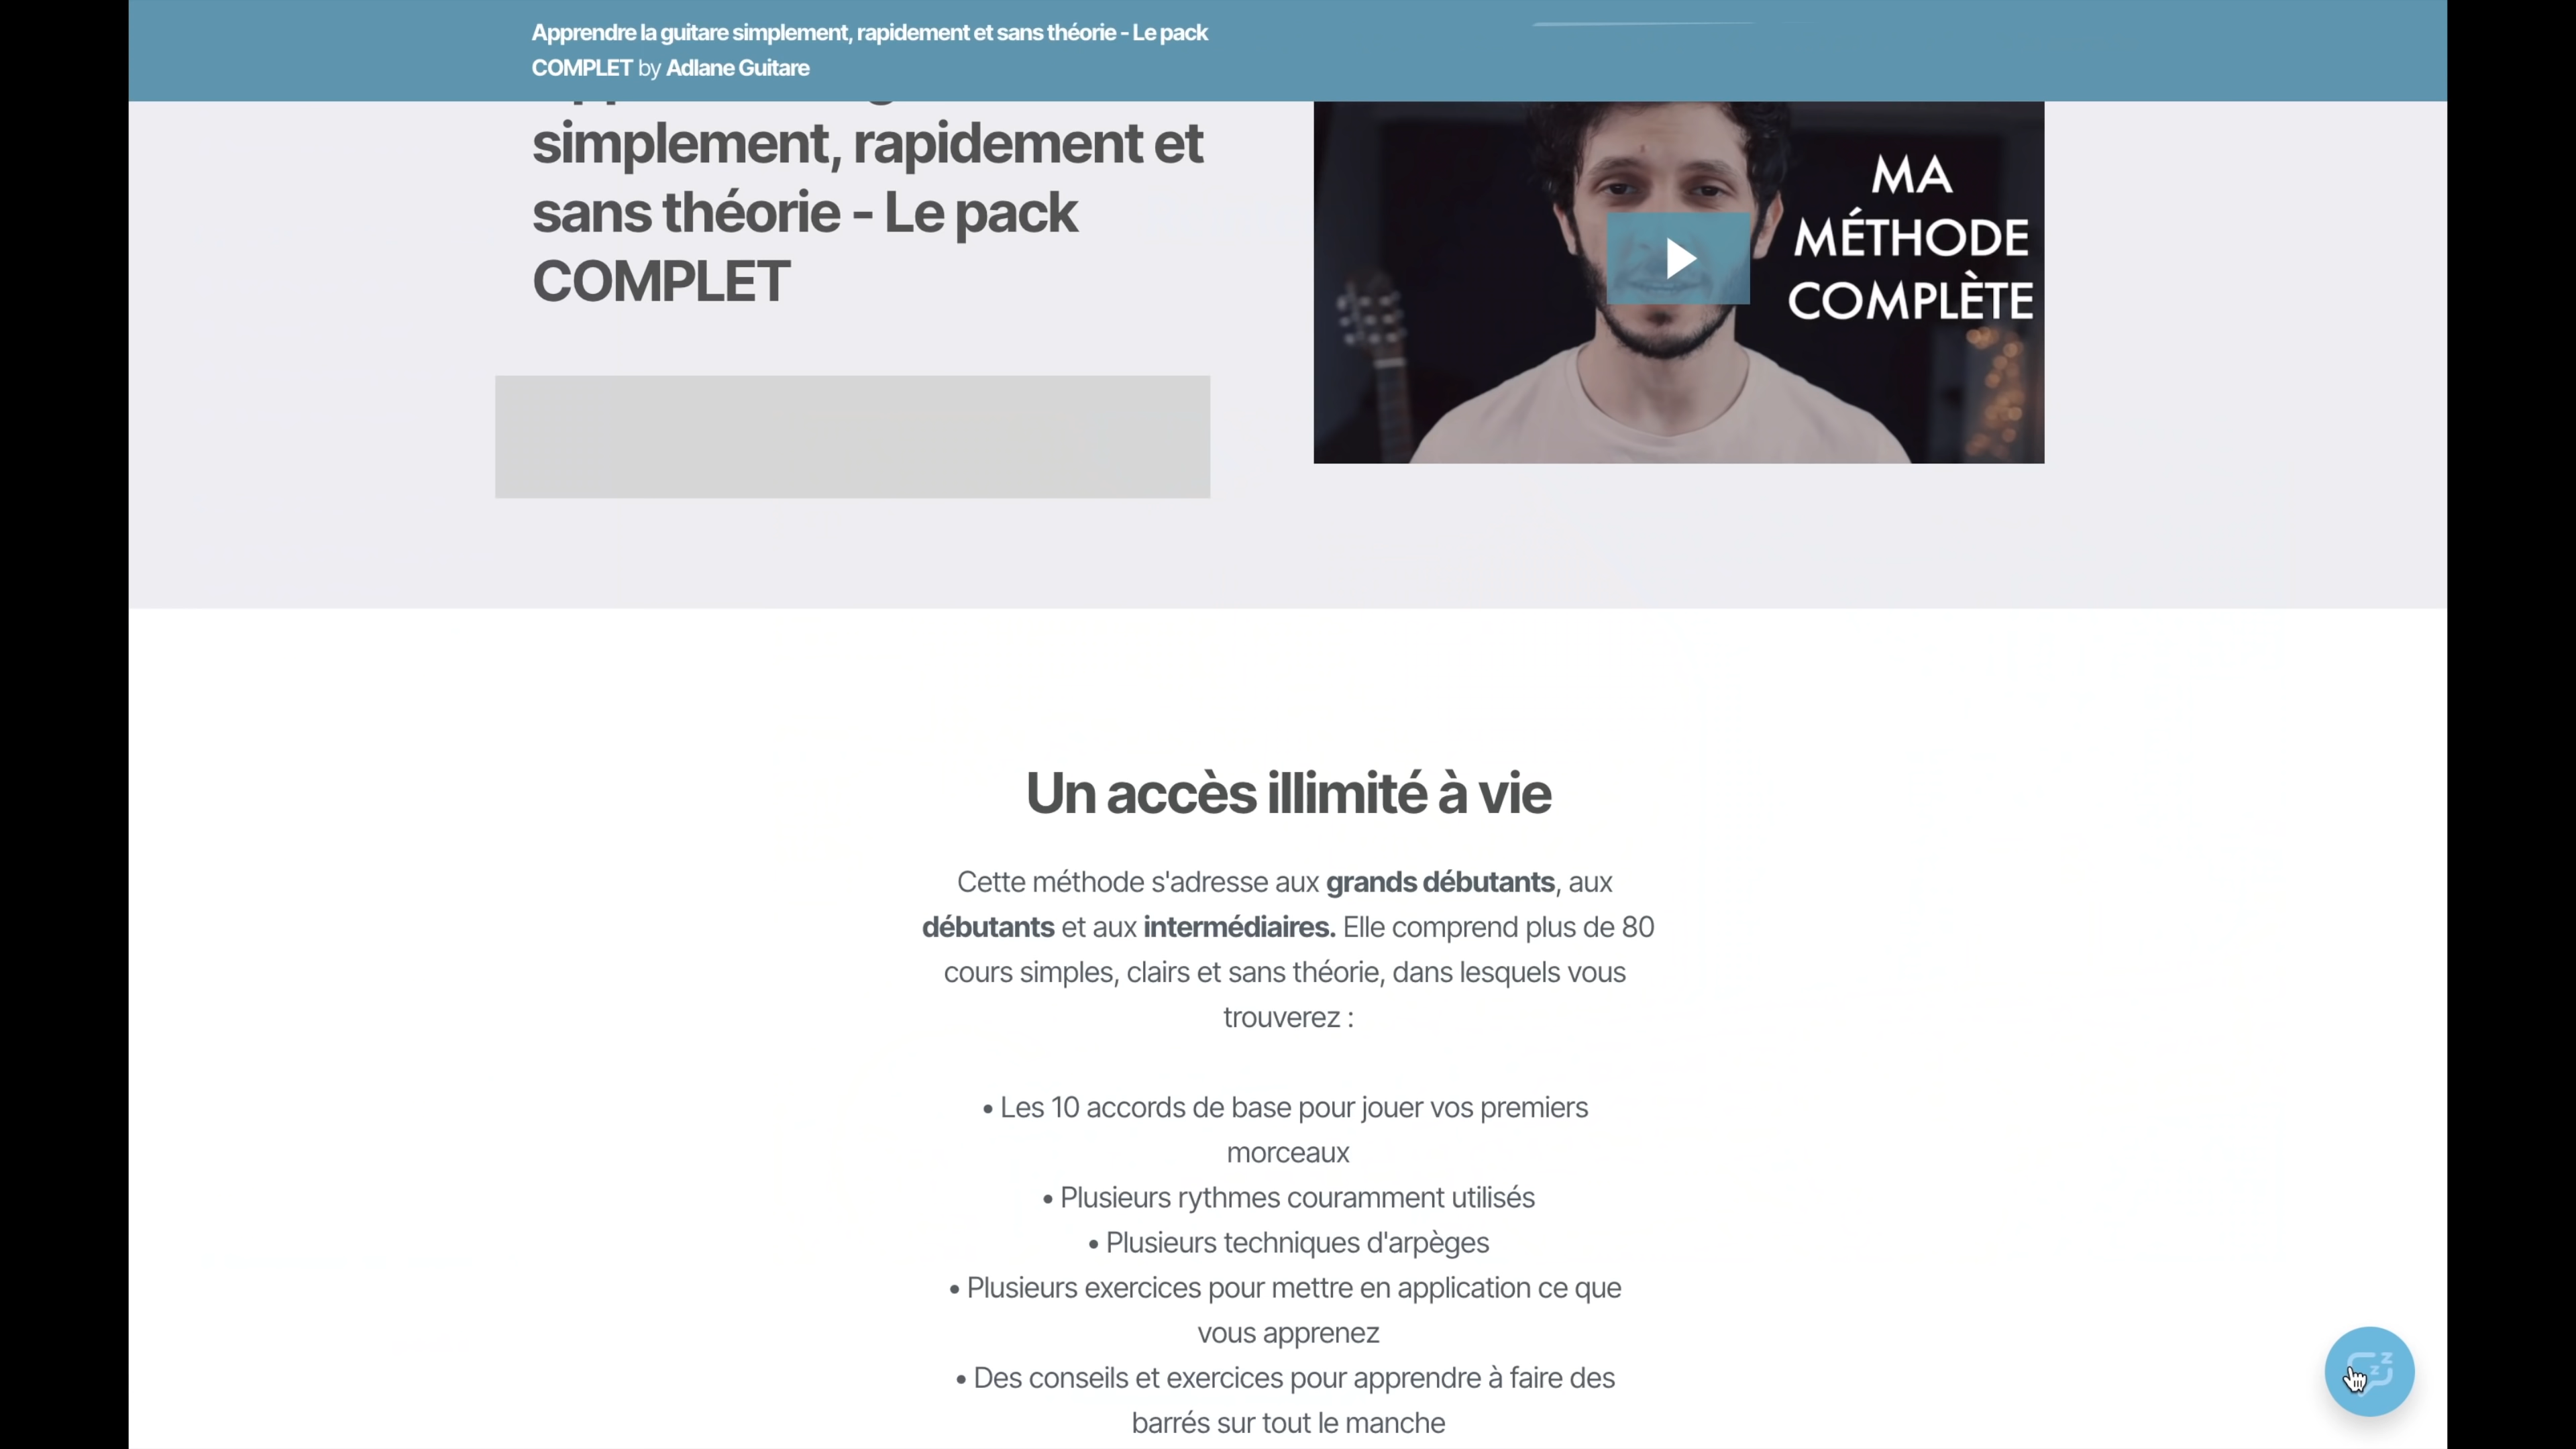 Apprendre la guitare simplement, rapidement et sans théorie - Le pack
COMPLET by Adlane Guitare
simplement, rapidement et
sans théorie - Le pack
COMPLET
MA
MÉTHODE
COMPLÈTE
Un accès illimité à vie
Cette méthode s'adresse aux grands débutants, aux
débutants et aux intermédiaires. Elle comprend plus de 80
cours simples, clairs et sans théorie, dans lesquels vous
trouverez :
• Les 10 accords de base pour jouer vos premiers
morceaux
• Plusieurs rythmes couramment utilisés
• Plusieurs techniques d'arpèges
• Plusieurs exercices pour mettre en application ce que
vous apprenez
• Des conseils et exercices pour apprendre à faire des
barrés sur tout le manche